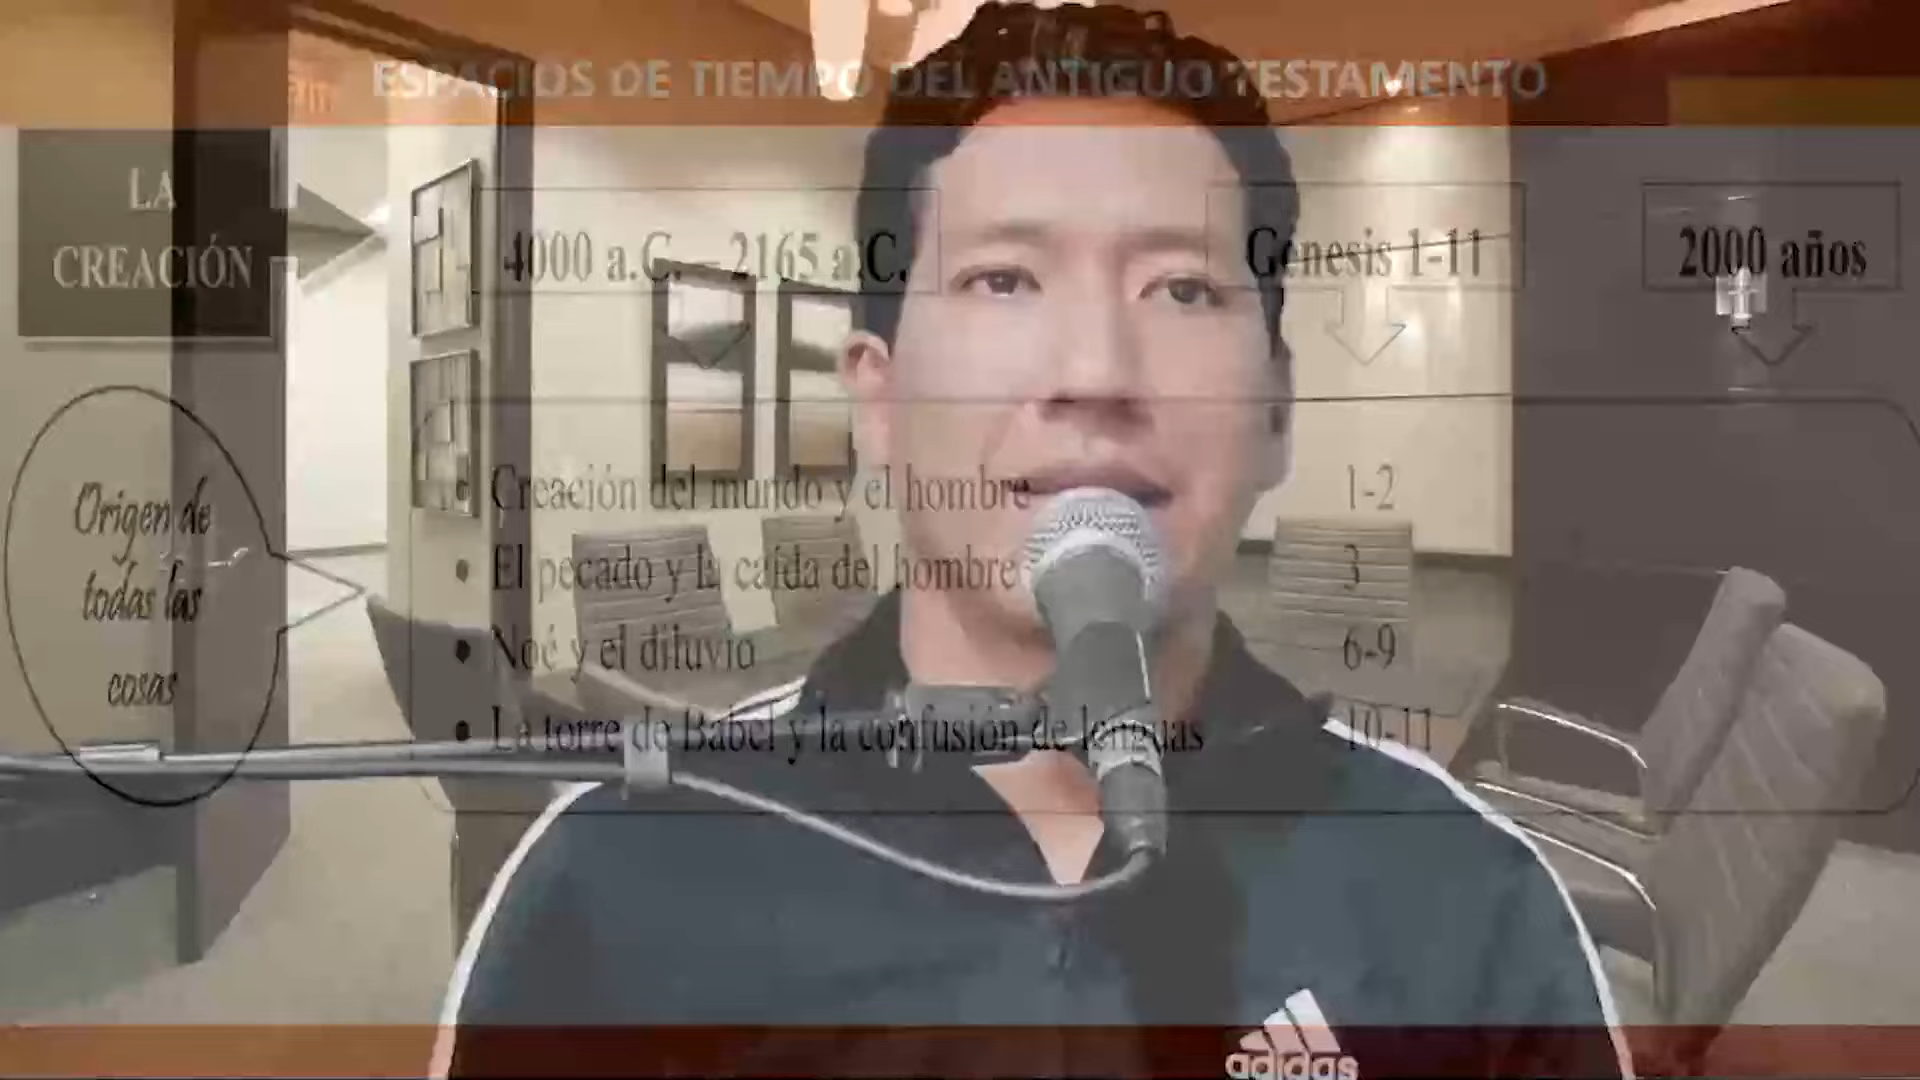 ESPACIOS DE TIEMPO DEL ANTIGUO TESTAMENTO
LA
CREACIÓN
4000 a.C. – 2165 a.C.
Génesis 1-11
2000 años
Origen de
todas las
cosas
• Creación del mundo y el hombre 1-2
• El pecado y la caída del hombre 3
• Noé y el diluvio 6-9
• La torre de Babel y la confusión de lenguas 10-11
adidas